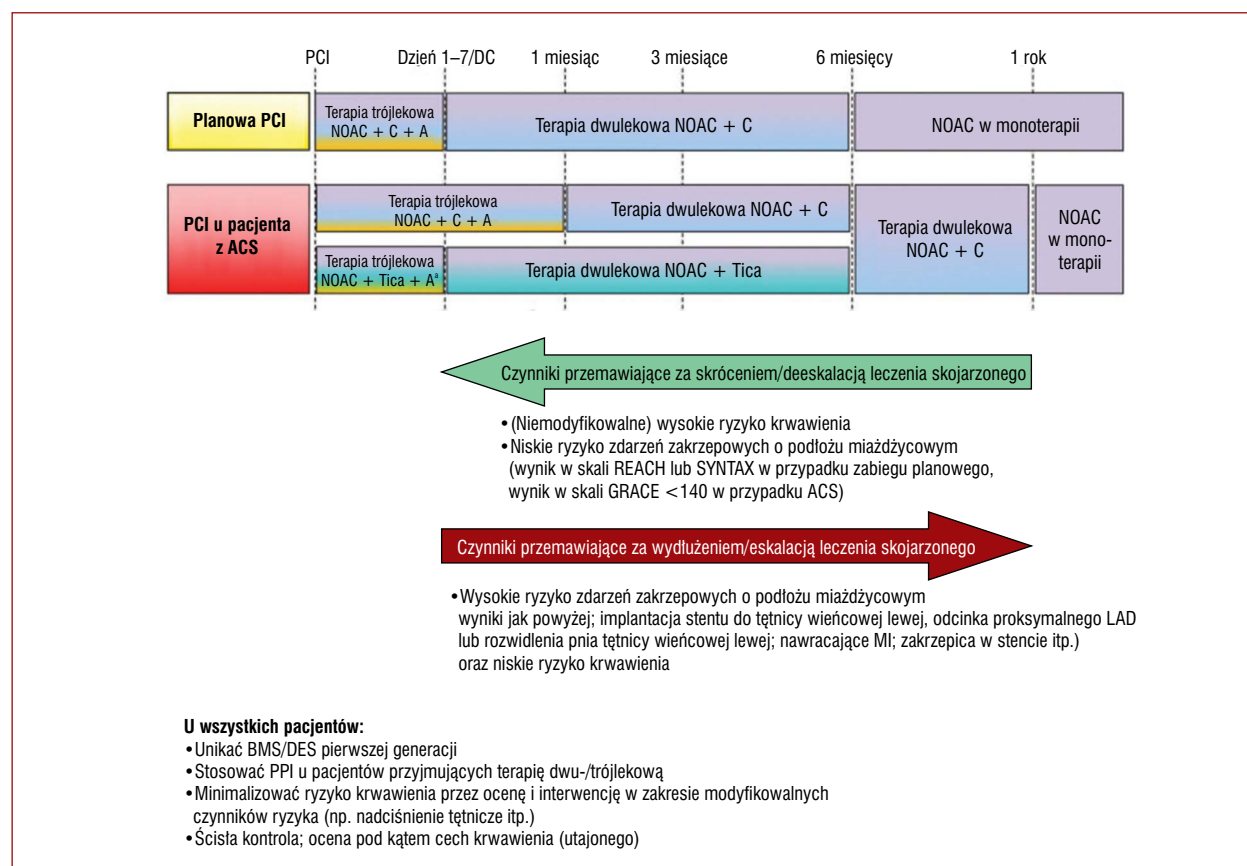 PCI Dzień 1–7/DC 1 miesiąc 3 miesiące 6 miesięcy 1 rok
Planowa PCI
Terapia trójlekowa
NOAC + C + A
Terapia dwulekowa NOAC + C
NOAC w monoterapii
PCI u pacjenta
z ACS
Terapia trójlekowa
NOAC + C + A
Terapia dwulekowa NOAC + C
Terapia trójlekowa
NOAC + Tica + Aª
Terapia dwulekowa NOAC + Tica
Terapia dwulekowa
NOAC + C
NOAC
w mono-
terapii
Czynniki przemawiające za skróceniem/deeskalacją leczenia skojarzonego
•(Niemodyfikowalne) wysokie ryzyko krwawienia
•Niskie ryzyko zdarzeń zakrzepowych o podłożu miażdżycowym
(wynik w skali REACH lub SYNTAX w przypadku zabiegu planowego,
wynik w skali GRACE <140 w przypadku ACS)
Czynniki przemawiające za wydłużeniem/eskalacją leczenia skojarzonego
•Wysokie ryzyko zdarzeń zakrzepowych o podłożu miażdżycowym
wyniki jak powyżej; implantacja stentu do tętnicy wieńcowej lewej, odcinka proksymalnego LAD
lub rozwidlenia pnia tętnicy wieńcowej lewej; nawracające MI; zakrzepica w stencie itp.)
oraz niskie ryzyko krwawienia
U wszystkich pacjentów:
•Unikać BMS/DES pierwszej generacji
•Stosować PPI u pacjentów przyjmujących terapię dwu-/trójlekową
•Minimalizować ryzyko krwawienia przez ocenę i interwencję w zakresie modyfikowalnych
czynników ryzyka (np. nadciśnienie tętnicze itp.)
•Ścisła kontrola; ocena pod kątem cech krwawienia (utajonego)